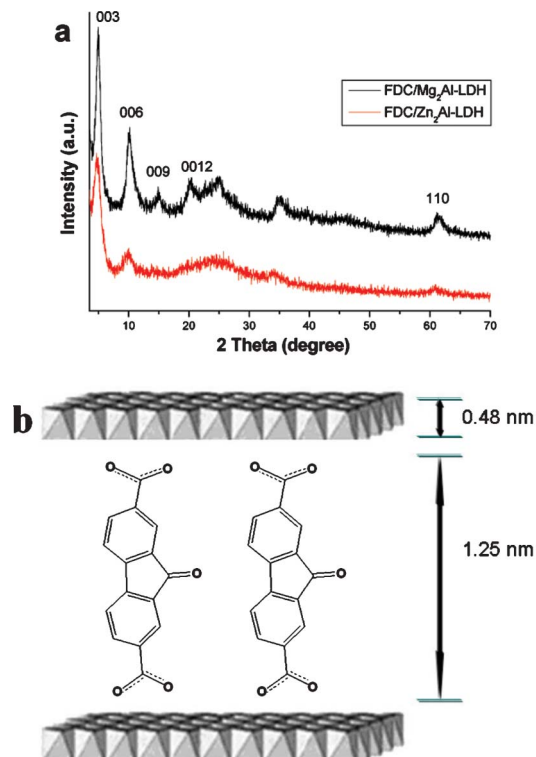 a
003
006
009
0012
110
FDC/Mg₂Al-LDH
FDC/Zn₂Al-LDH
Intensity (a.u.)
10 20 30 40 50 60 70
2 Theta (degree)
b
0.48 nm
1.25 nm
O O O O
O O
O O O O